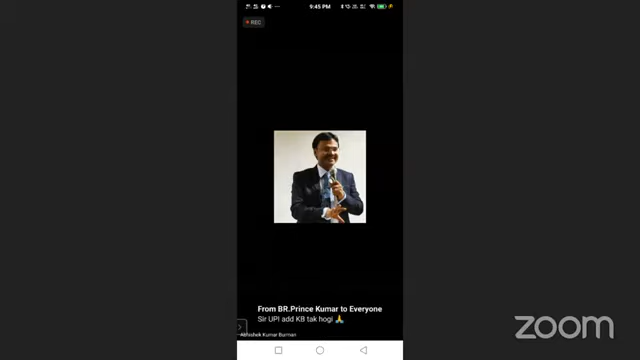 9:45 PM
REC
From BR.Prince Kumar to Everyone
Sir UPI add KB tak hogi 🙏
Abhishek Kumar Burman
zoom